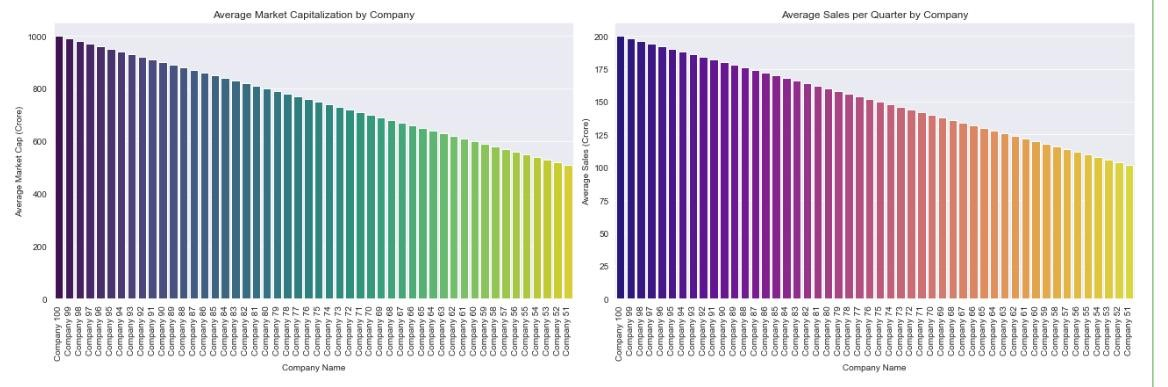 Average Market Capitalization by Company
1000
800
600
400
200
0
Average Market Cap (Crore)
Company 100
Company 99
Company 98
Company 97
Company 96
Company 95
Company 94
Company 93
Company 92
Company 91
Company 90
Company 89
Company 88
Company 87
Company 86
Company 85
Company 84
Company 83
Company 82
Company 81
Company 80
Company 79
Company 78
Company 77
Company 76
Company 75
Company 74
Company 73
Company 72
Company 71
Company 70
Company 69
Company 68
Company 67
Company 66
Company 65
Company 64
Company 63
Company 62
Company 61
Company 60
Company 59
Company 58
Company 57
Company 56
Company 55
Company 54
Company 53
Company 52
Company 51
Company Name
Average Sales per Quarter by Company
200
175
150
125
100
75
50
25
0
Average Sales (Crore)
Company 100
Company 99
Company 98
Company 97
Company 96
Company 95
Company 94
Company 93
Company 92
Company 91
Company 90
Company 89
Company 88
Company 87
Company 86
Company 85
Company 84
Company 83
Company 82
Company 81
Company 80
Company 79
Company 78
Company 77
Company 76
Company 75
Company 74
Company 73
Company 72
Company 71
Company 70
Company 69
Company 68
Company 67
Company 66
Company 65
Company 64
Company 63
Company 62
Company 61
Company 60
Company 59
Company 58
Company 57
Company 56
Company 55
Company 54
Company 53
Company 52
Company 51
Company Name